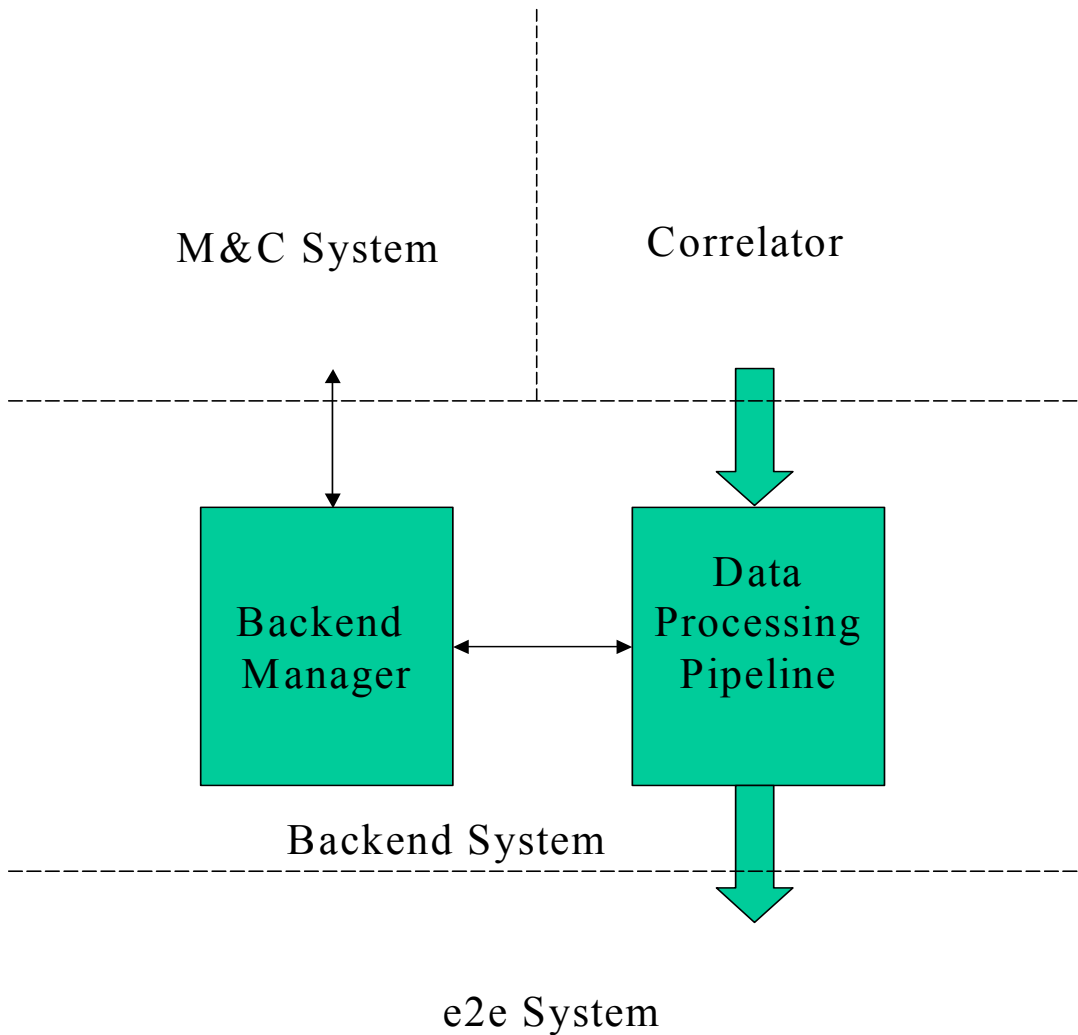 M&C System
Correlator
Backend
Manager
Data
Processing
Pipeline
Backend System
e2e System